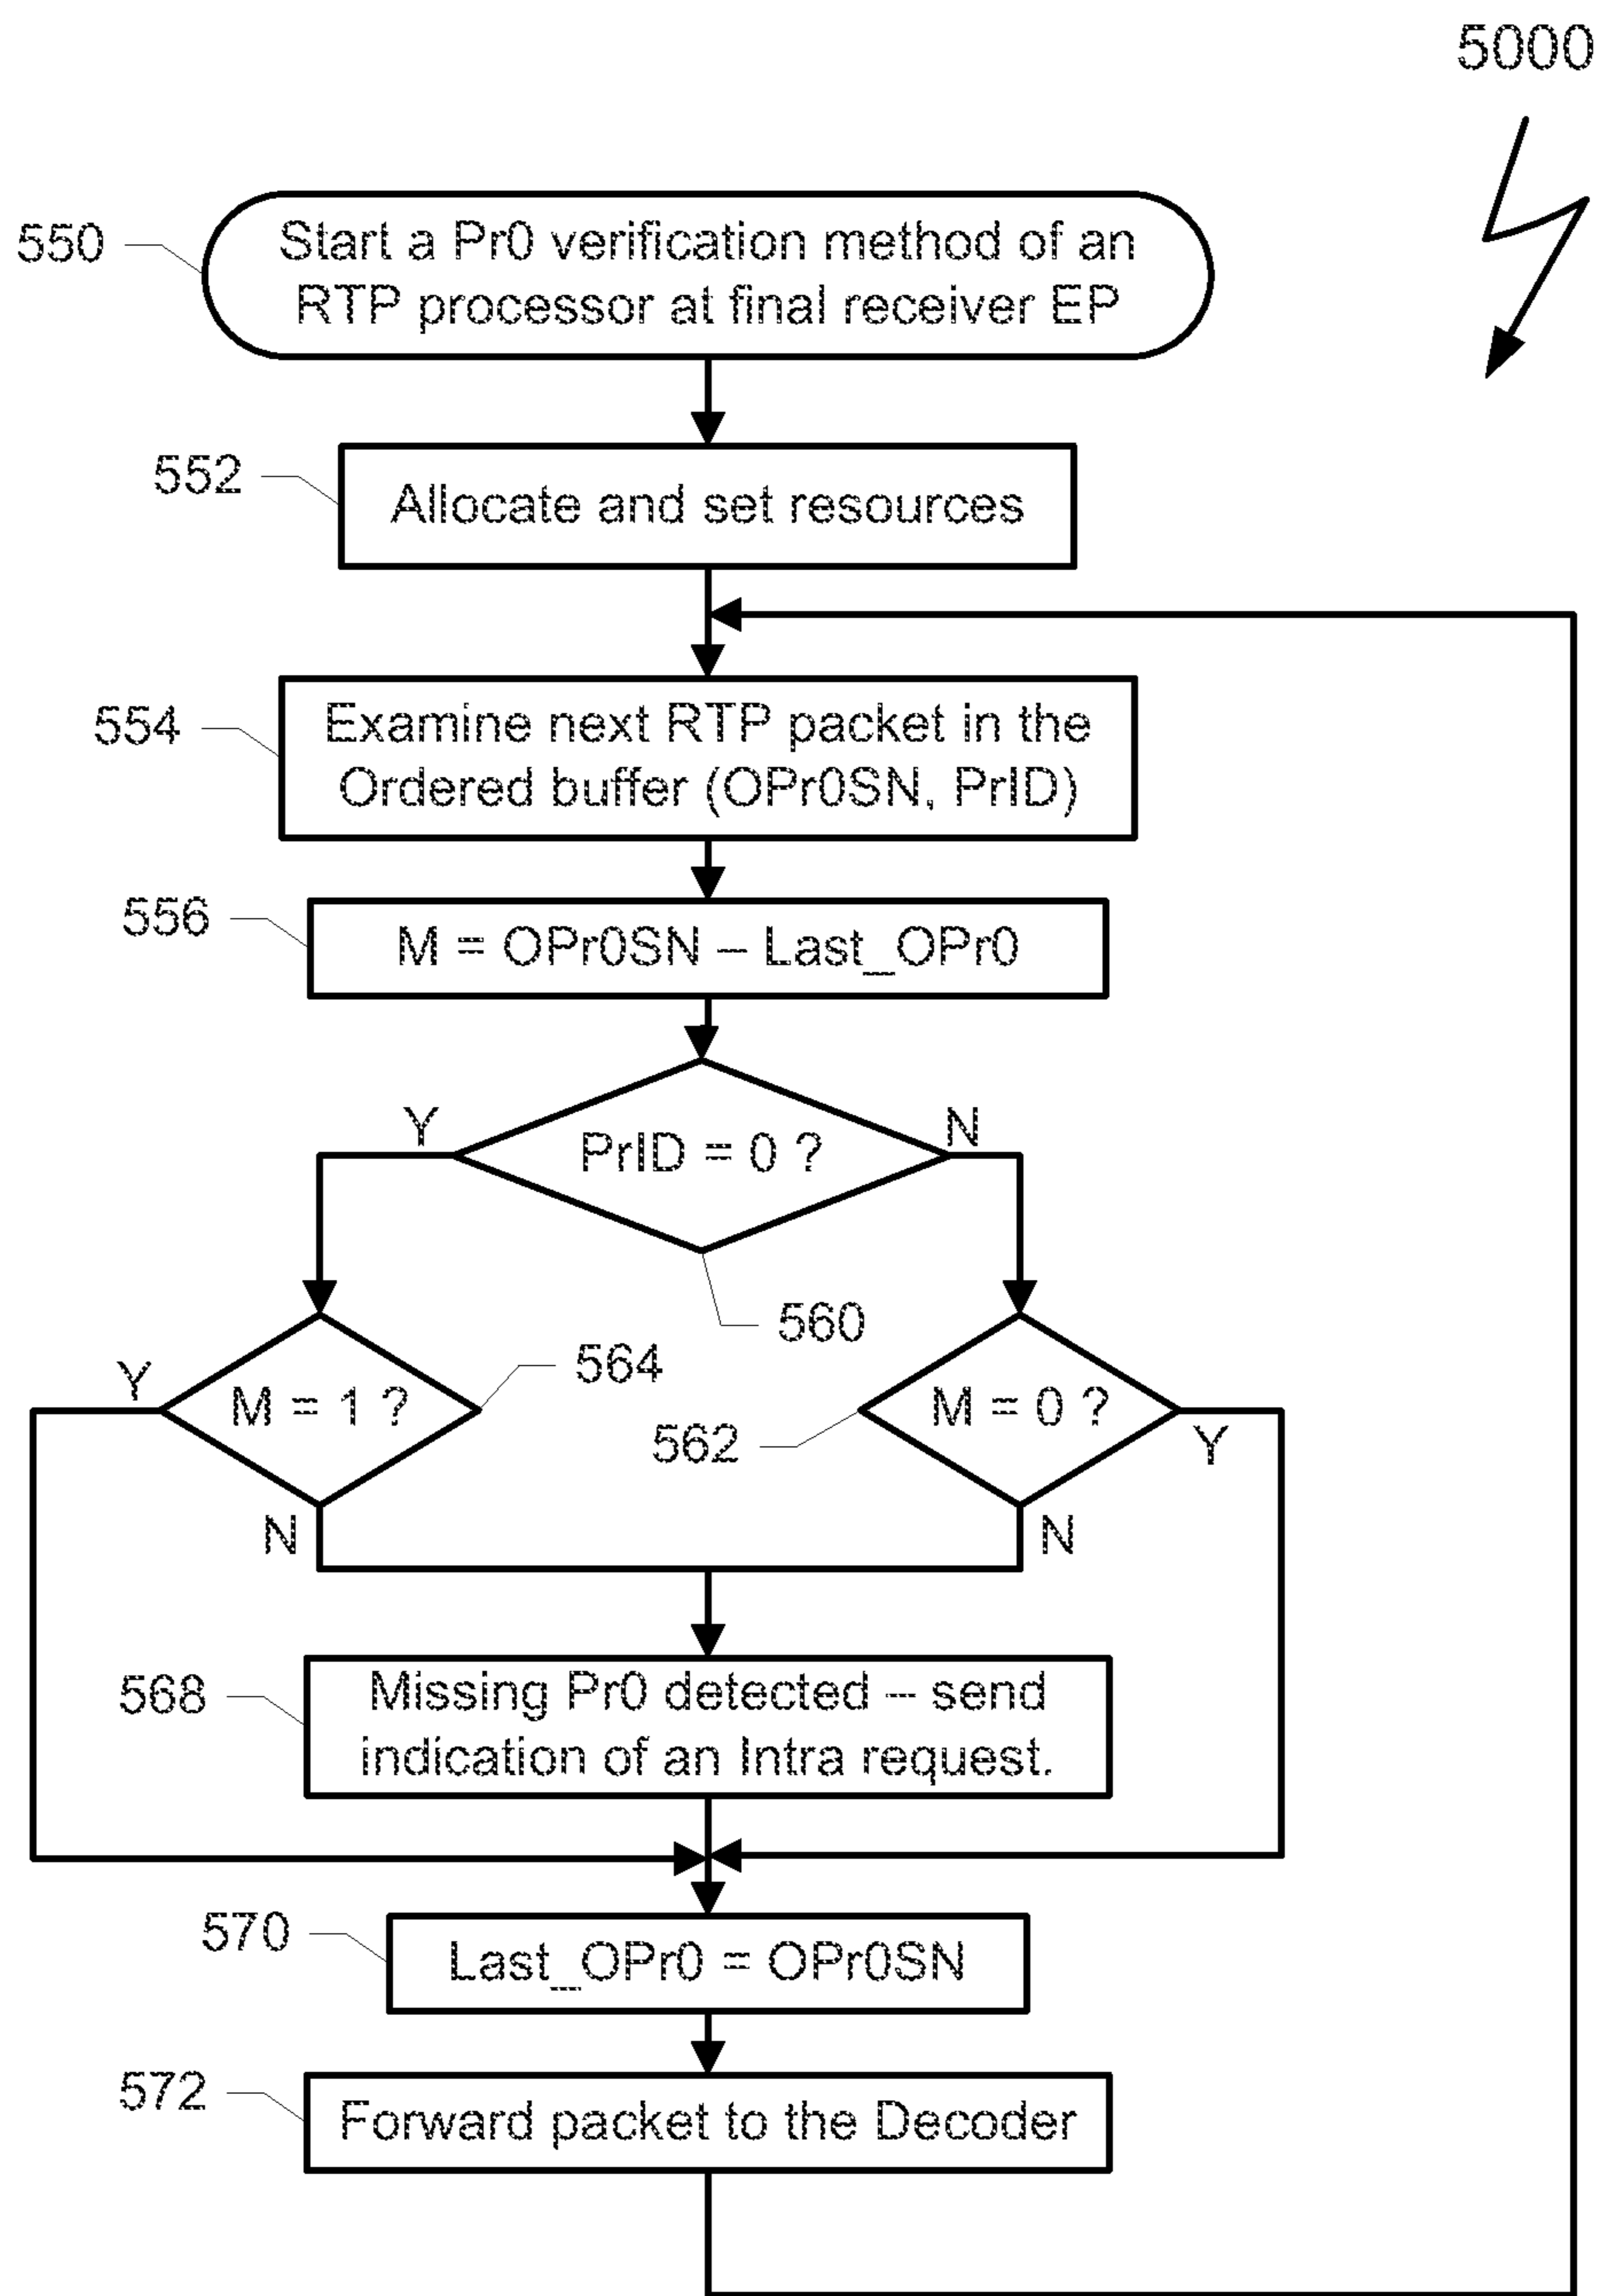 5000
550
Start a Pr0 verification method of an
RTP processor at final receiver EP
552
Allocate and set resources
554
Examine next RTP packet in the
Ordered buffer (OPr0SN, PrID)
556
M = OPr0SN – Last_OPr0
Y
PrID = 0 ?
N
560
Y
M = 1 ?
564
562
M = 0 ?
Y
N
N
568
Missing Pr0 detected – send
indication of an Intra request.
570
Last_OPr0 = OPr0SN
572
Forward packet to the Decoder